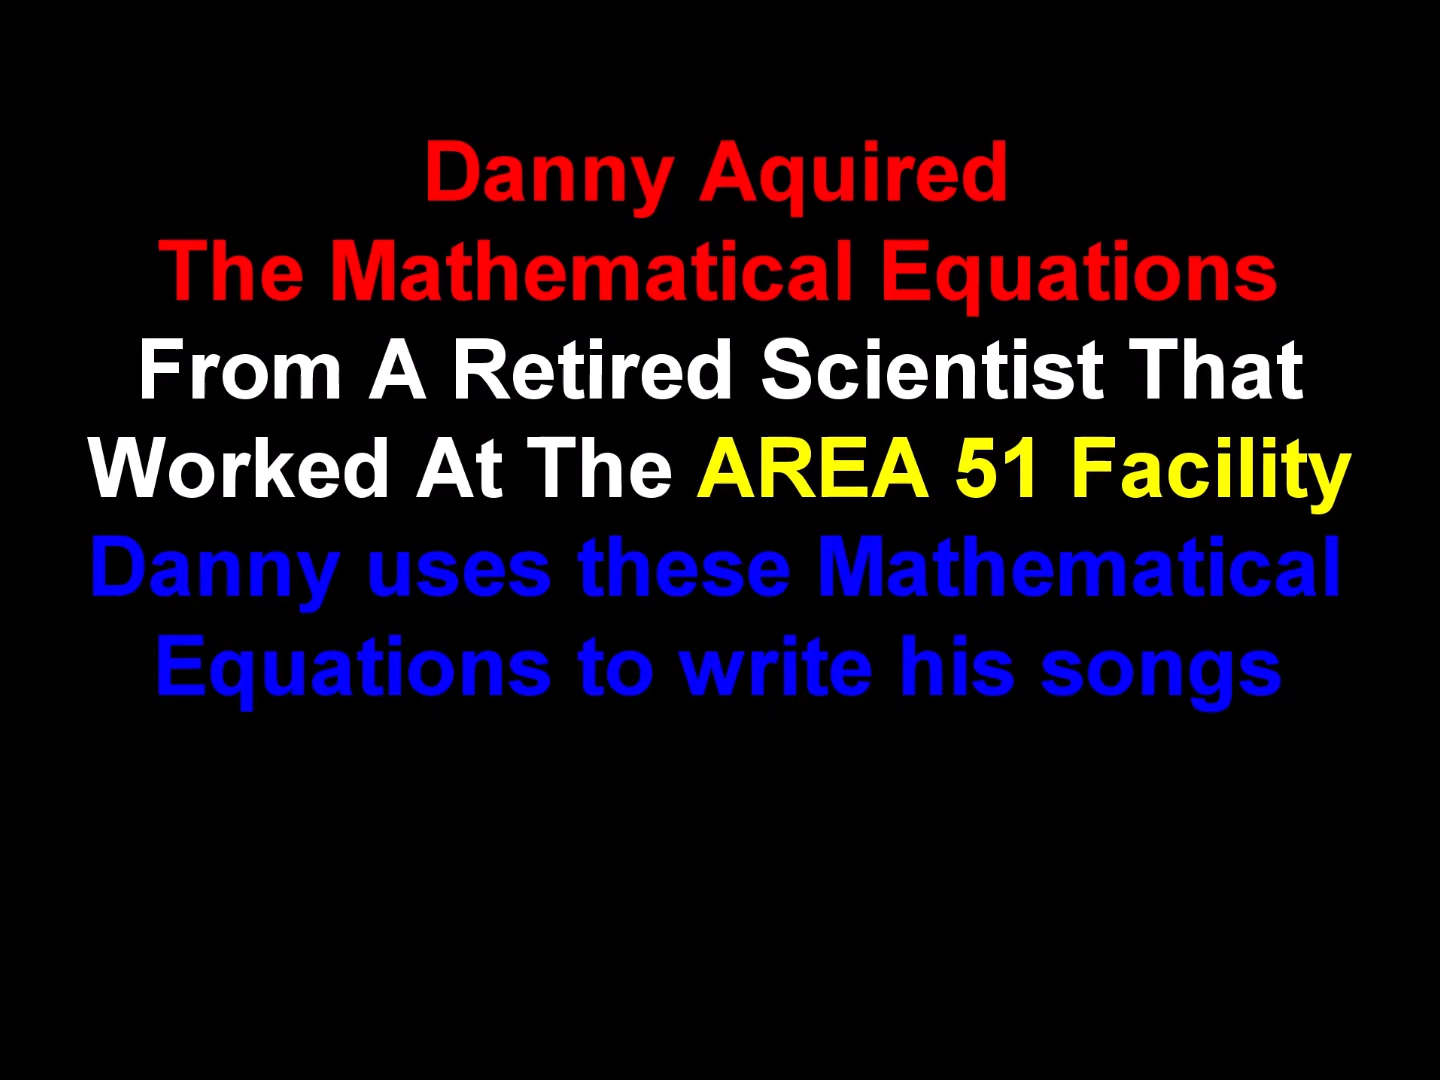 Danny Aquired
The Mathematical Equations
From A Retired Scientist That
Worked At The AREA 51 Facility
Danny uses these Mathematical
Equations to write his songs